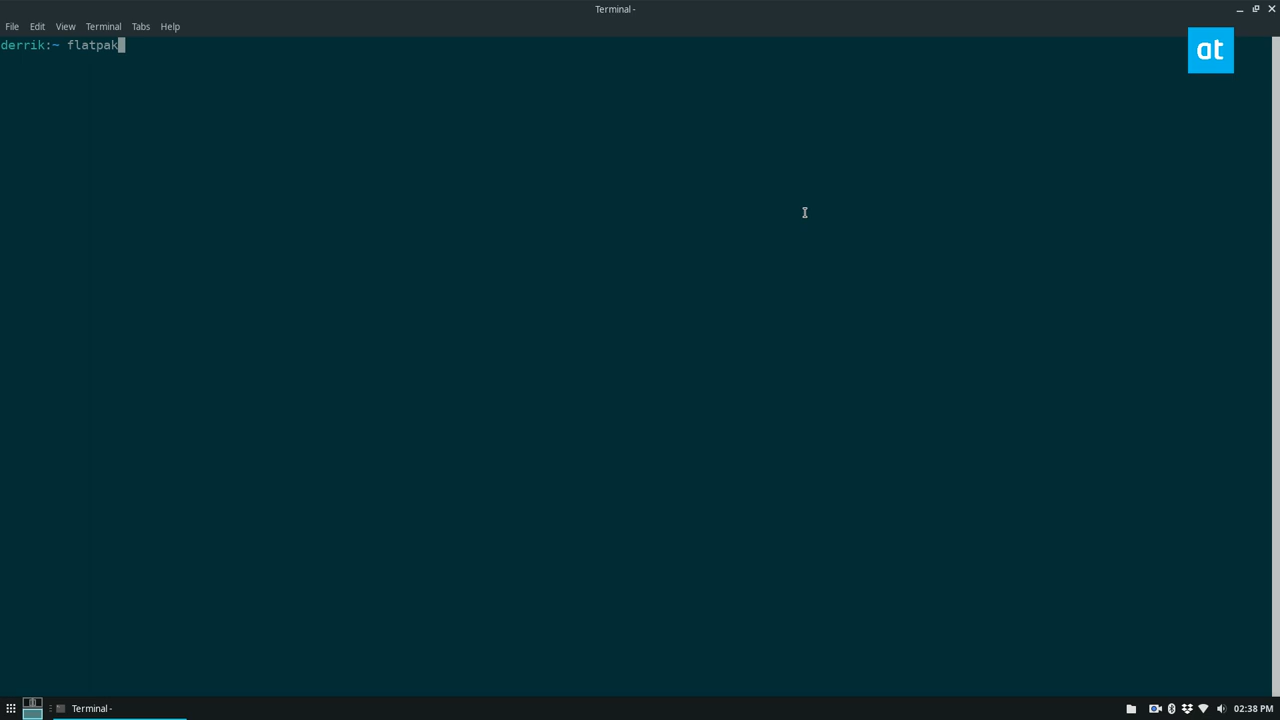 Terminal -
File Edit View Terminal Tabs Help
at
derrik:~ flatpak
Terminal -
02:38 PM